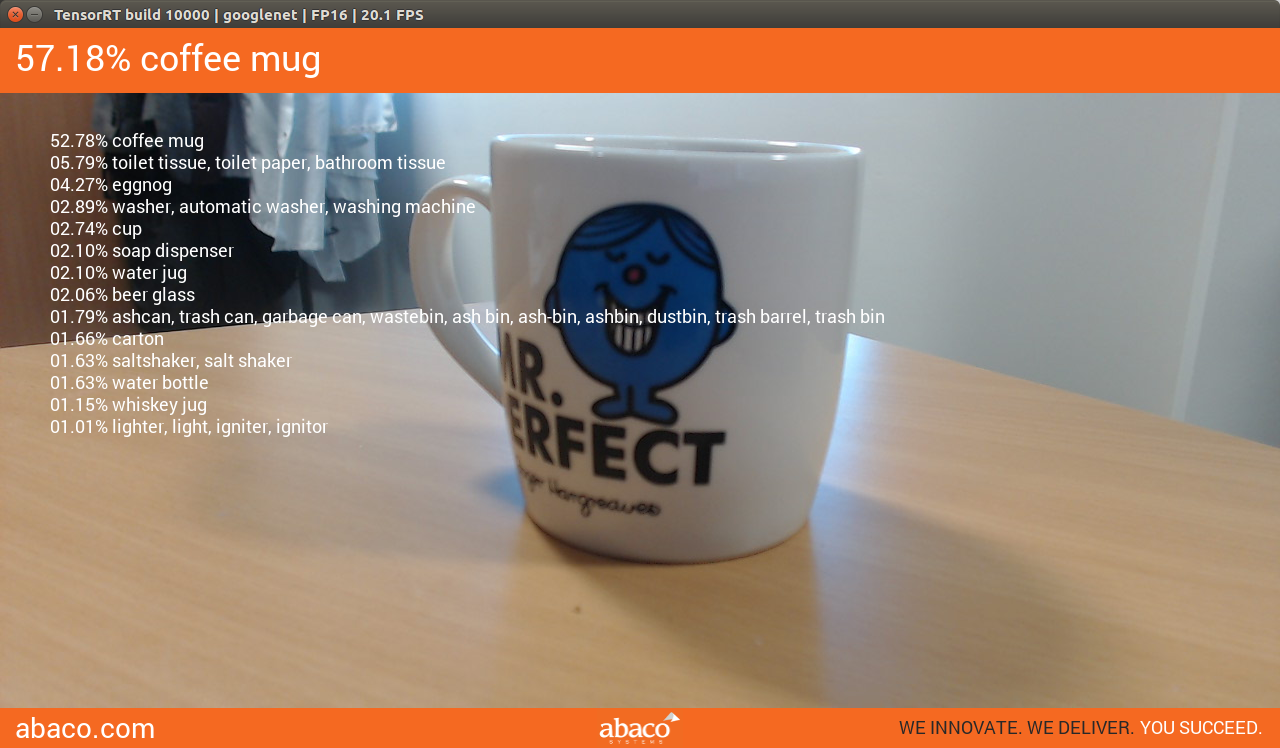 TensorRT build 10000 | googlenet | FP16 | 20.1 FPS
57.18% coffee mug
52.78% coffee mug
05.79% toilet tissue, toilet paper, bathroom tissue
04.27% eggnog
02.89% washer, automatic washer, washing machine
02.74% cup
02.10% soap dispenser
02.10% water jug
02.06% beer glass
01.79% ashcan, trash can, garbage can, wastebin, ash bin, ash-bin, ashbin, dustbin, trash barrel, trash bin
01.66% carton
01.63% saltshaker, salt shaker
01.63% water bottle
01.15% whiskey jug
01.01% lighter, light, igniter, ignitor
MR.
ERFECT
Hargreaves
abaco.com
abaco
SYSTEMS
WE INNOVATE. WE DELIVER. YOU SUCCEED.